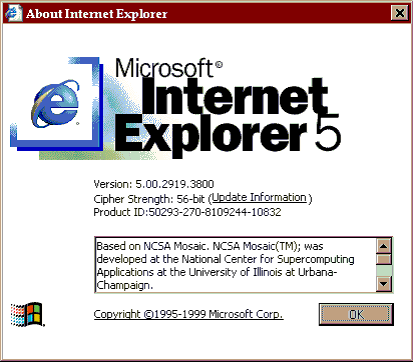 About Internet Explorer
Microsoft®
Internet
Explorer 5
Version: 5.00.2919.3800
Cipher Strength: 56-bit (Update Information )
Product ID:50293-270-8109244-10832
Based on NCSA Mosaic. NCSA Mosaic(TM); was
developed at the National Center for Supercomputing
Applications at the University of Illinois at Urbana-
Champaign.
Copyright ©1995-1999 Microsoft Corp.
OK